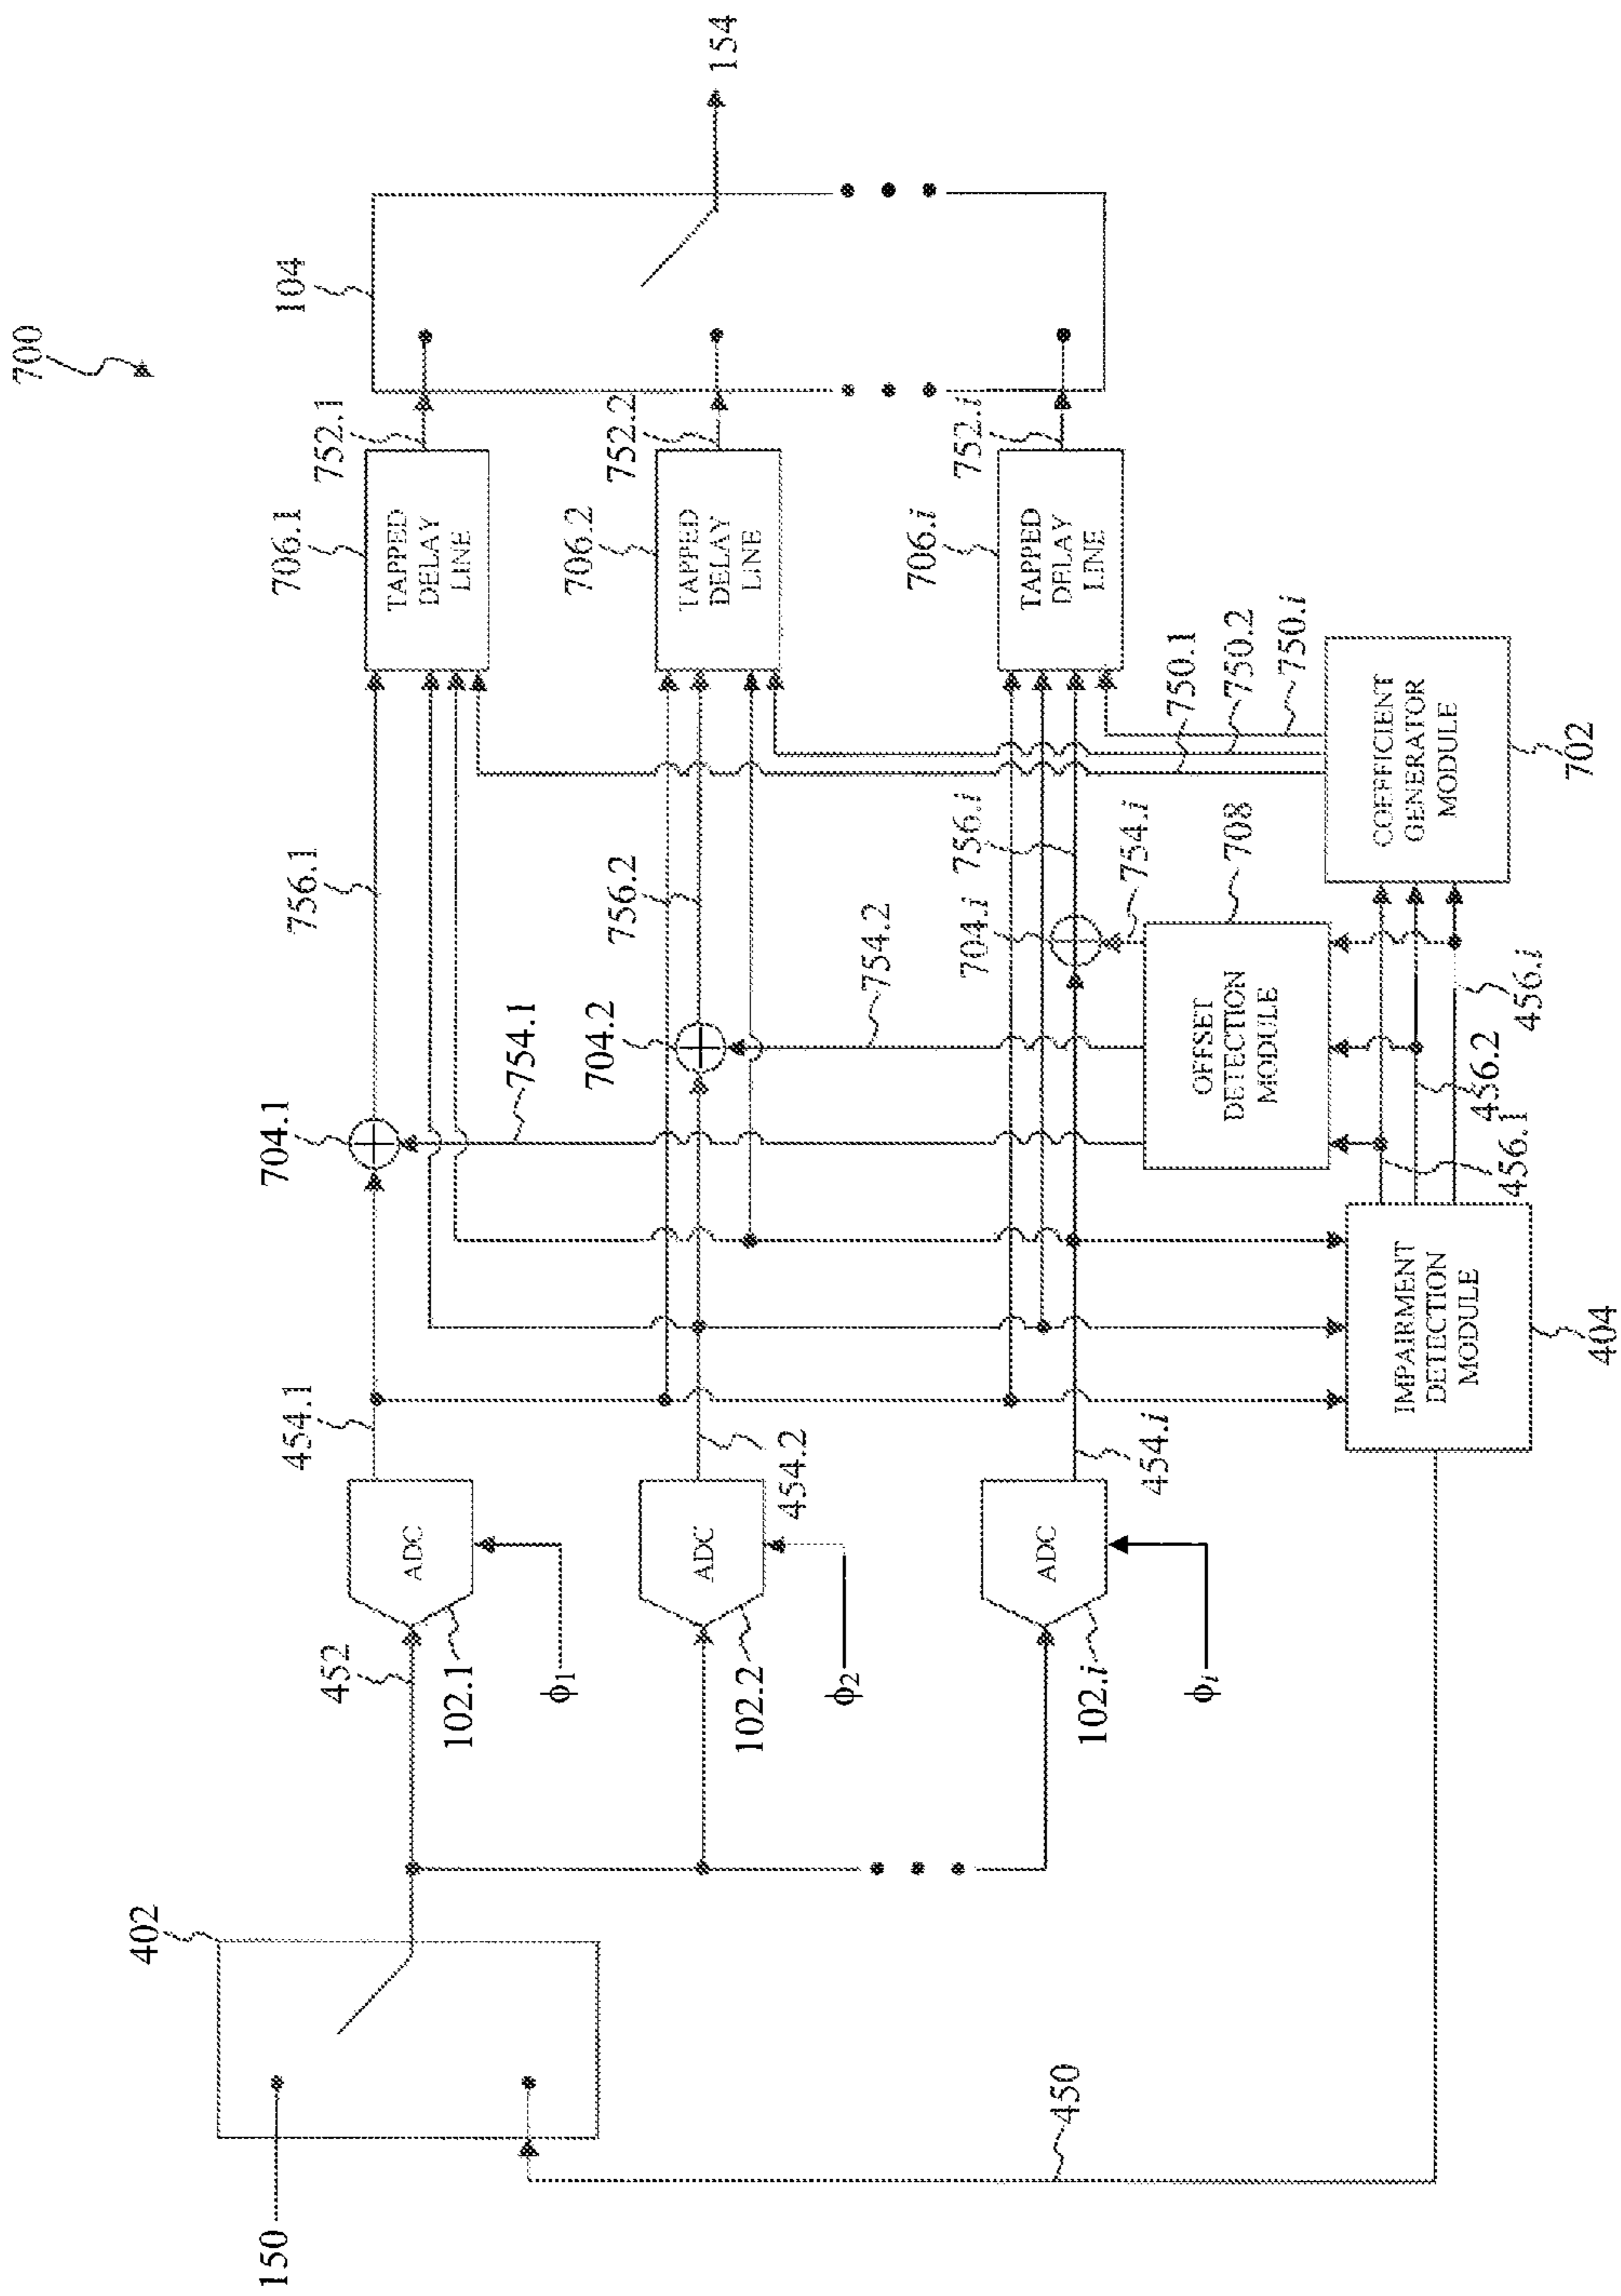 700
150
402
450
452
102.1
ADC
ϕ1
102.2
ADC
ϕ2
102.i
ADC
ϕi
454.1
454.2
454.i
704.1
754.1
704.2
754.2
704.i
754.i
756.1
756.2
756.i
IMPAIRMENT
DETECTION
MODULE
404
456.1
456.2
456.i
OFFSET
DETECTION
MODULE
708
COEFFICIENT
GENERATOR
MODULE
702
750.1
750.2
750.i
706.1
TAPPED
DELAY
LINE
706.2
TAPPED
DELAY
LINE
706.i
TAPPED
DELAY
LINE
752.1
752.2
752.i
104
154